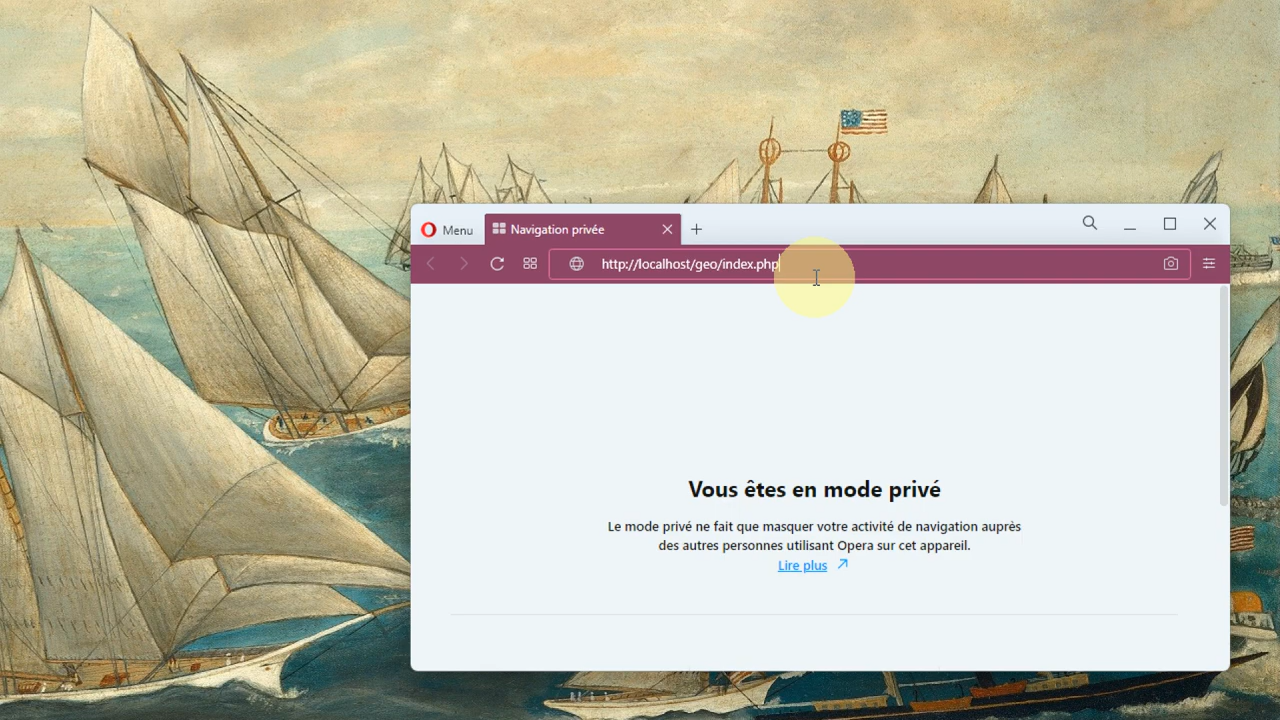 Menu
Navigation privée
http://localhost/geo/index.php
Vous êtes en mode privé
Le mode privé ne fait que masquer votre activité de navigation auprès
des autres personnes utilisant Opera sur cet appareil.
Lire plus